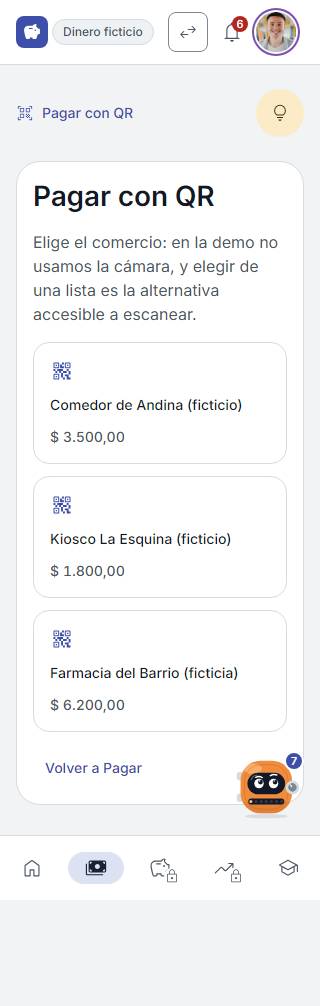 Dinero ficticio
6
Pagar con QR
Pagar con QR
Elige el comercio: en la demo no
usamos la cámara, y elegir de
una lista es la alternativa
accesible a escanear.
Comedor de Andina (ficticio)
$ 3.500,00
Kiosco La Esquina (ficticio)
$ 1.800,00
Farmacia del Barrio (ficticia)
$ 6.200,00
Volver a Pagar
7